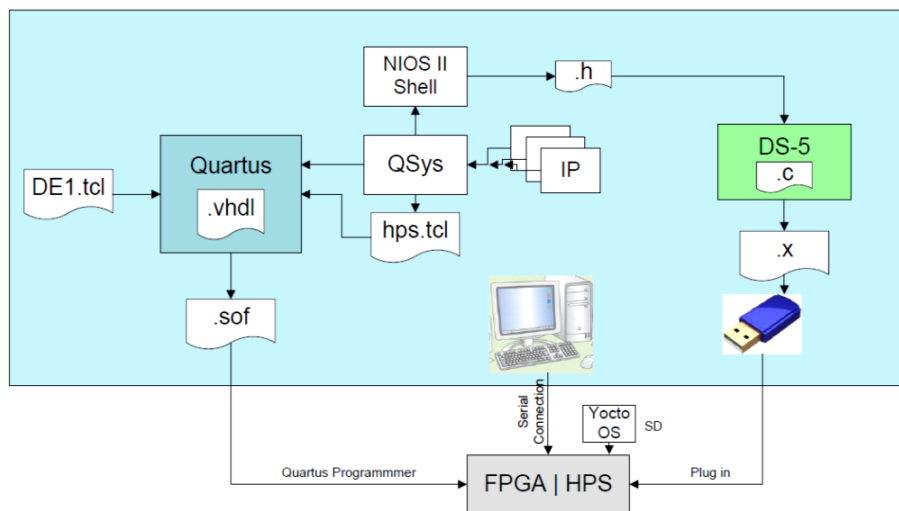 NIOS II
Shell
.h
Quartus
QSys
IP
DS-5
.c
DE1.tcl
.vhdl
hps.tcl
.x
.sof
Serial
Connection
Yocto
OS
SD
Quartus Programmmer
FPGA | HPS
Plug in